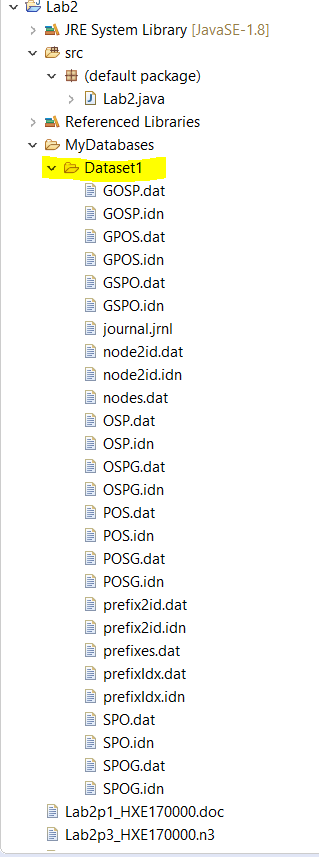 Lab2
JRE System Library [JavaSE-1.8]
src
(default package)
Lab2.java
Referenced Libraries
MyDatabases
Dataset1
GOSP.dat
GOSP.idn
GPOS.dat
GPOS.idn
GSPO.dat
GSPO.idn
journal.jrnl
node2id.dat
node2id.idn
nodes.dat
OSP.dat
OSP.idn
OSPG.dat
OSPG.idn
POS.dat
POS.idn
POSG.dat
POSG.idn
prefix2id.dat
prefix2id.idn
prefixes.dat
prefixIdx.dat
prefixIdx.idn
SPO.dat
SPO.idn
SPOG.dat
SPOG.idn
Lab2p1_HXE170000.doc
Lab2p3_HXE170000.n3